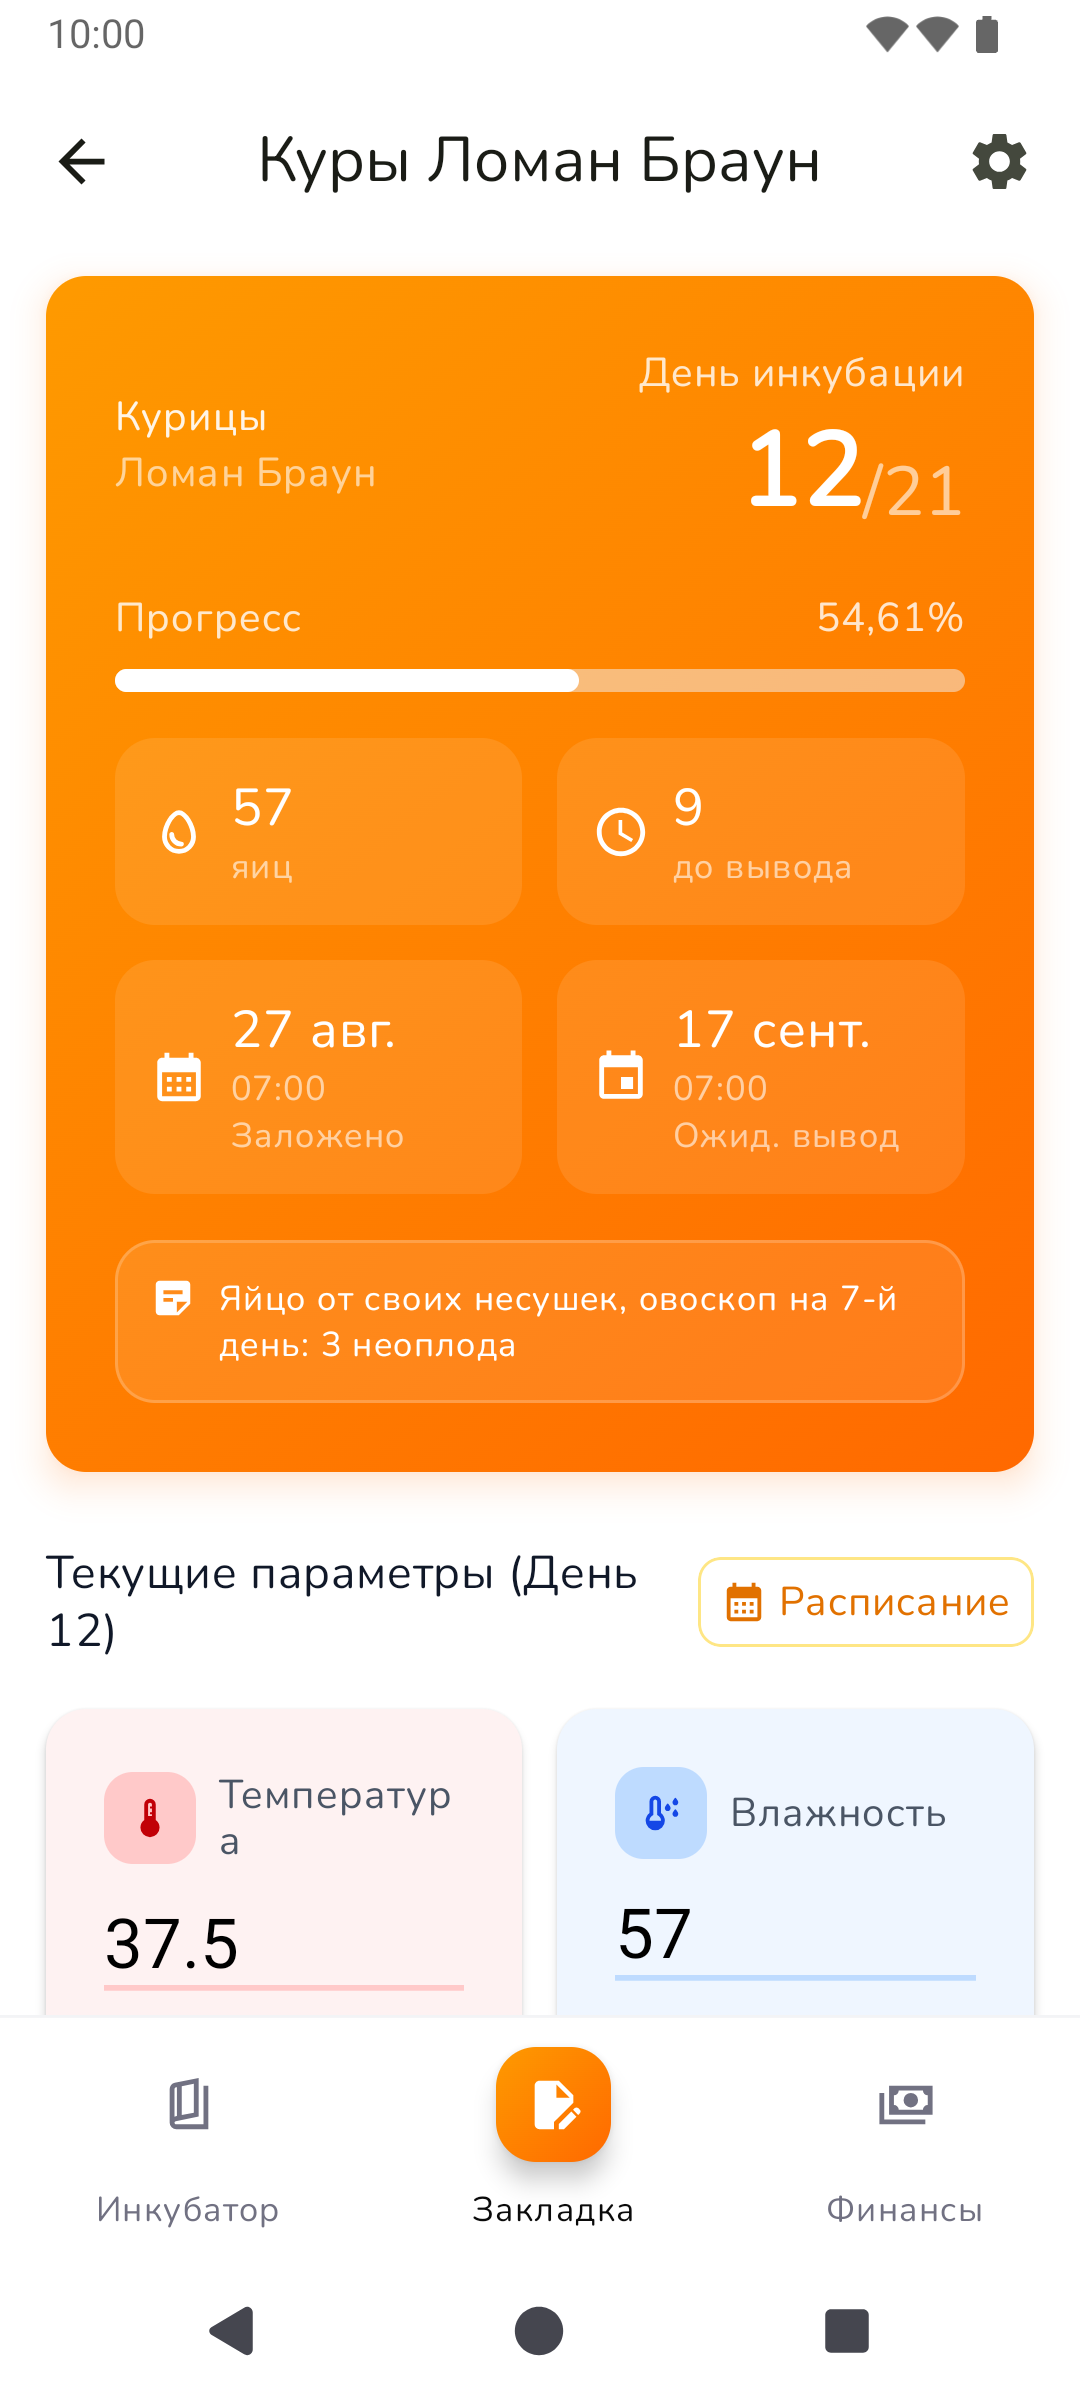 10:00
Куры Ломан Браун
День инкубации
Курицы
Ломан Браун
12/21
Прогресс
54,61%
57
яиц
9
до вывода
27 авг.
07:00
Заложено
17 сент.
07:00
Ожид. вывод
Яйцо от своих несушек, овоскоп на 7-й
день: 3 неоплода
Текущие параметры (День
12)
Расписание
Температур
а
Влажность
37.5
57
Инкубатор
Закладка
Финансы